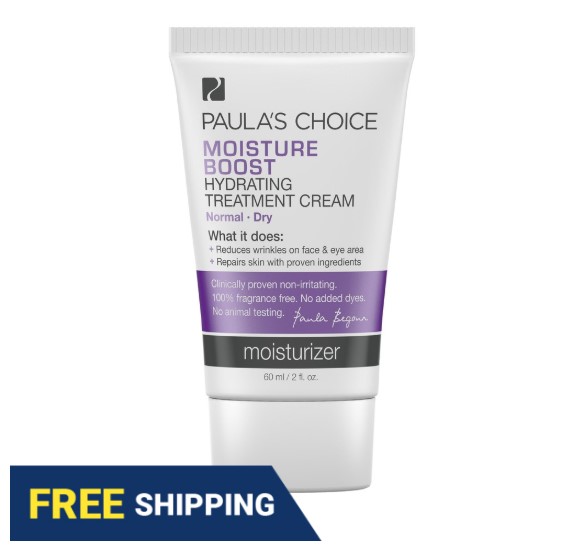 PAULA'S CHOICE
MOISTURE
BOOST
HYDRATING
TREATMENT CREAM
Normal • Dry
What it does:
+ Reduces wrinkles on face & eye area
+ Repairs skin with proven ingredients
Clinically proven non-irritating.
100% fragrance free. No added dyes.
No animal testing. Paula Begoun
moisturizer
60 ml / 2 fl. oz.
FREE SHIPPING